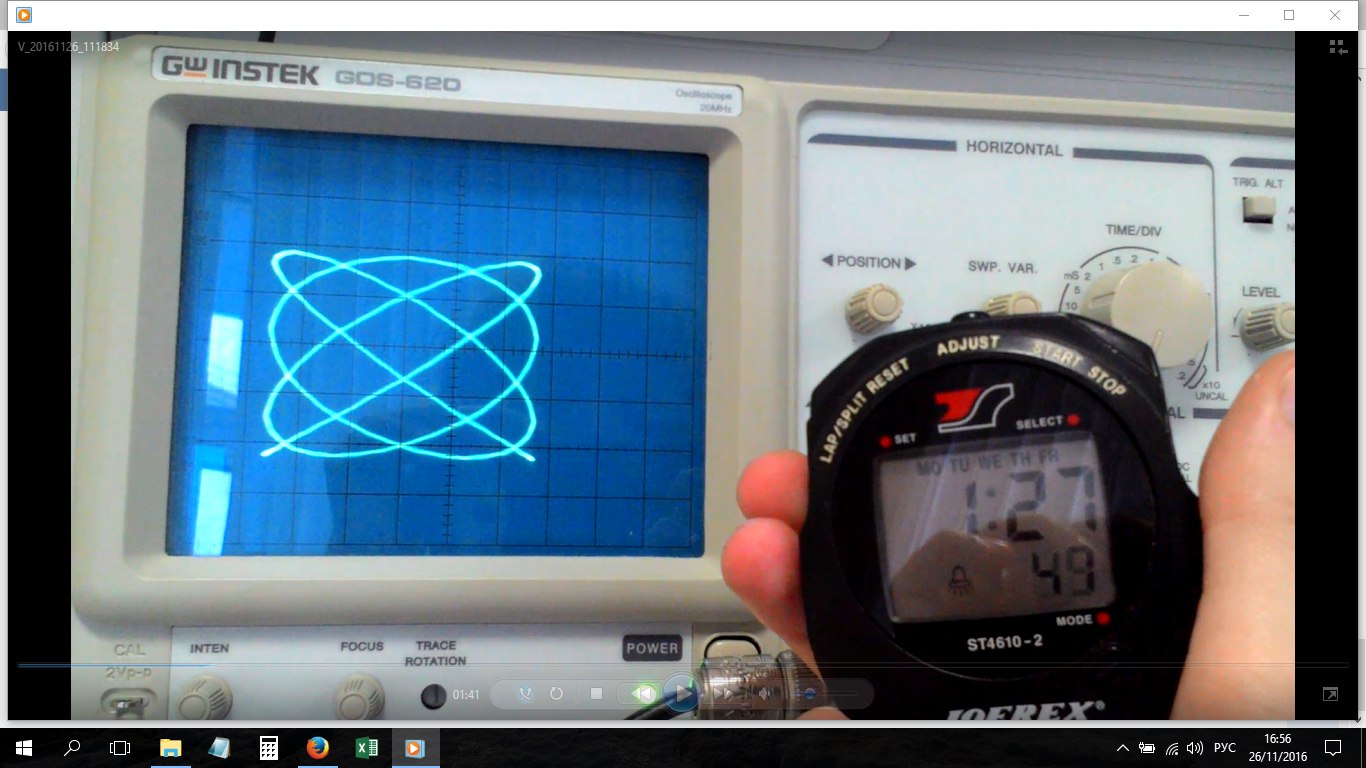 V_20161126_111834
GW INSTEK GOS-620
Oscilloscope
20MHz
HORIZONTAL
TRIG. ALT
TIME/DIV
◀ POSITION ▶
SWP. VAR.
mS 2 1 .5 .2
5
10
LEVEL
.5
.2
x10
UNCAL
LAP/SPLIT RESET
ADJUST
START STOP
SET
SELECT
MO TU WE TH FR
1:27
49
MODE
ST4610-2
JOEREX®
CAL
2Vp-p
INTEN
FOCUS
TRACE
ROTATION
POWER
01:41
РУС
16:56
26/11/2016